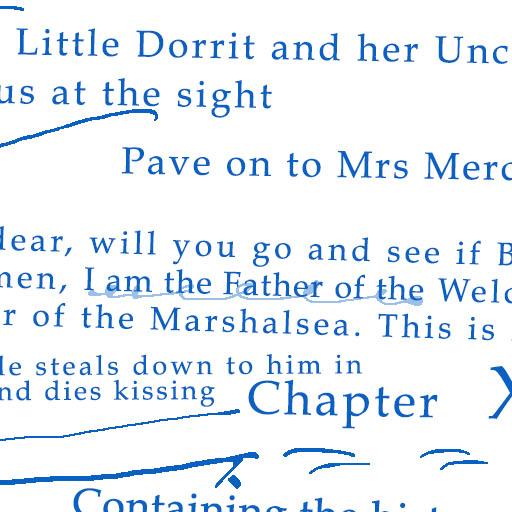 Little Dorrit and her Unc
us at the sight
Pave on to Mrs Merc
dear, will you go and see if B
men, I am the Father of the Welc
r of the Marshalsea. This is
le steals down to him in
nd dies kissing
Chapter X
Containing the hist